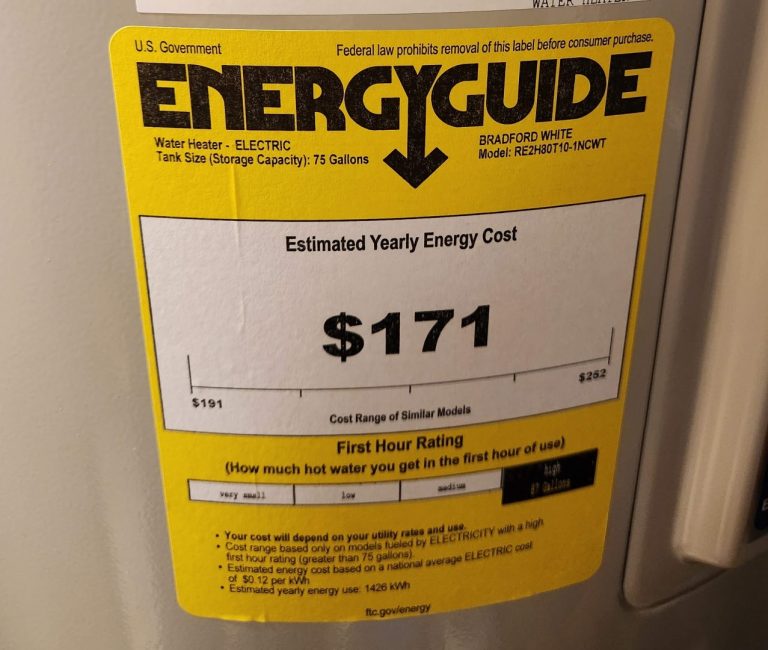 WATER HEATER
U.S. Government
Federal law prohibits removal of this label before consumer purchase.
ENERGYGUIDE
Water Heater - ELECTRIC
Tank Size (Storage Capacity): 75 Gallons
BRADFORD WHITE
Model: RE2H80T10-1NCWT
Estimated Yearly Energy Cost
$171
$191
$252
Cost Range of Similar Models
First Hour Rating
(How much hot water you get in the first hour of use)
very small
low
medium
high
87 Gallons
• Your cost will depend on your utility rates and use.
• Cost range based only on models fueled by ELECTRICITY with a high
first hour rating (greater than 75 gallons).
• Estimated energy cost based on a national average ELECTRIC cost
of $0.12 per kWh
• Estimated yearly energy use: 1426 kWh
ftc.gov/energy